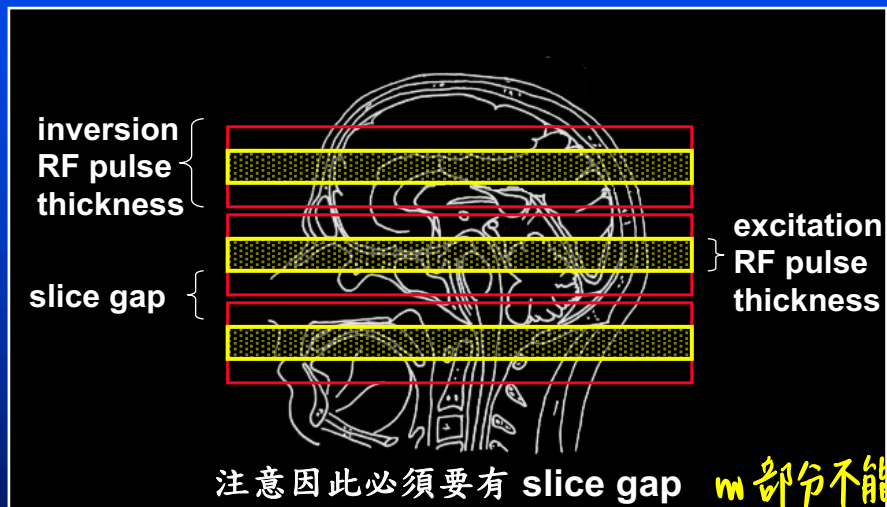 inversion
RF pulse
thickness
excitation
RF pulse
thickness
slice gap
注意因此必須要有 slice gap
部分不能